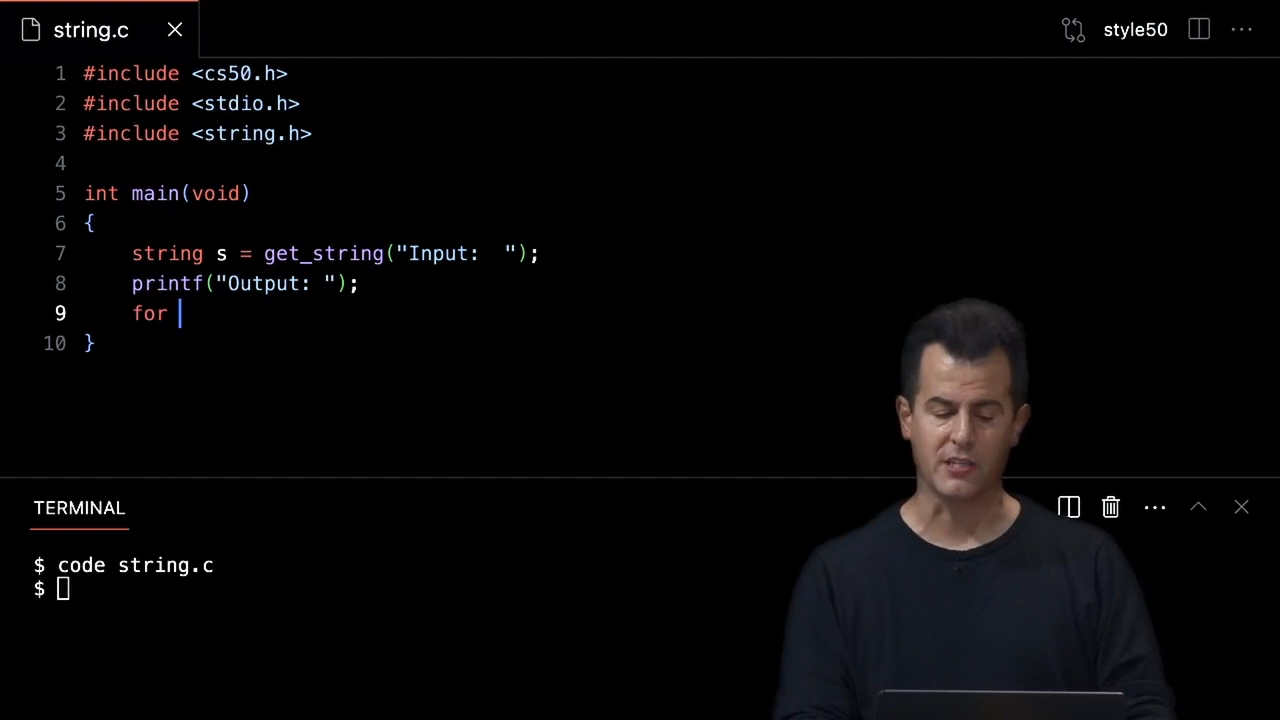 string.c
style50
1 #include <cs50.h>
2 #include <stdio.h>
3 #include <string.h>
4
5 int main(void)
6 {
7     string s = get_string("Input:  ");
8     printf("Output: ");
9     for
10 }
TERMINAL
$ code string.c
$